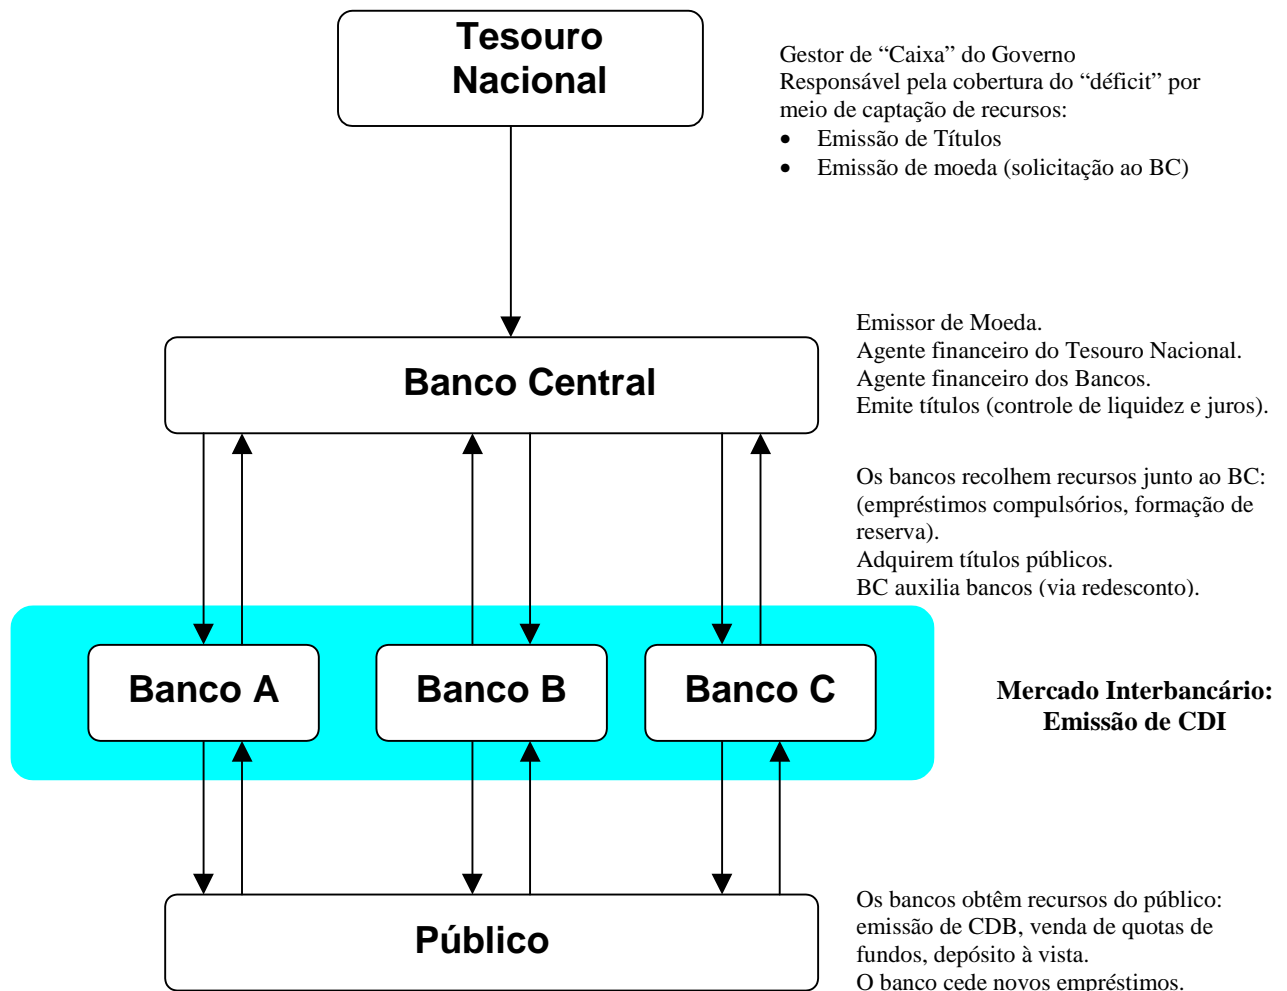 Tesouro
Nacional
Gestor de “Caixa” do Governo
Responsável pela cobertura do “déficit” por
meio de captação de recursos:
• Emissão de Títulos
• Emissão de moeda (solicitação ao BC)
Banco Central
Emissor de Moeda.
Agente financeiro do Tesouro Nacional.
Agente financeiro dos Bancos.
Emite títulos (controle de liquidez e juros).
Os bancos recolhem recursos junto ao BC:
(empréstimos compulsórios, formação de
reserva).
Adquirem títulos públicos.
BC auxilia bancos (via redesconto).
Banco A
Banco B
Banco C
Mercado Interbancário:
Emissão de CDI
Público
Os bancos obtêm recursos do público:
emissão de CDB, venda de quotas de
fundos, depósito à vista.
O banco cede novos empréstimos.